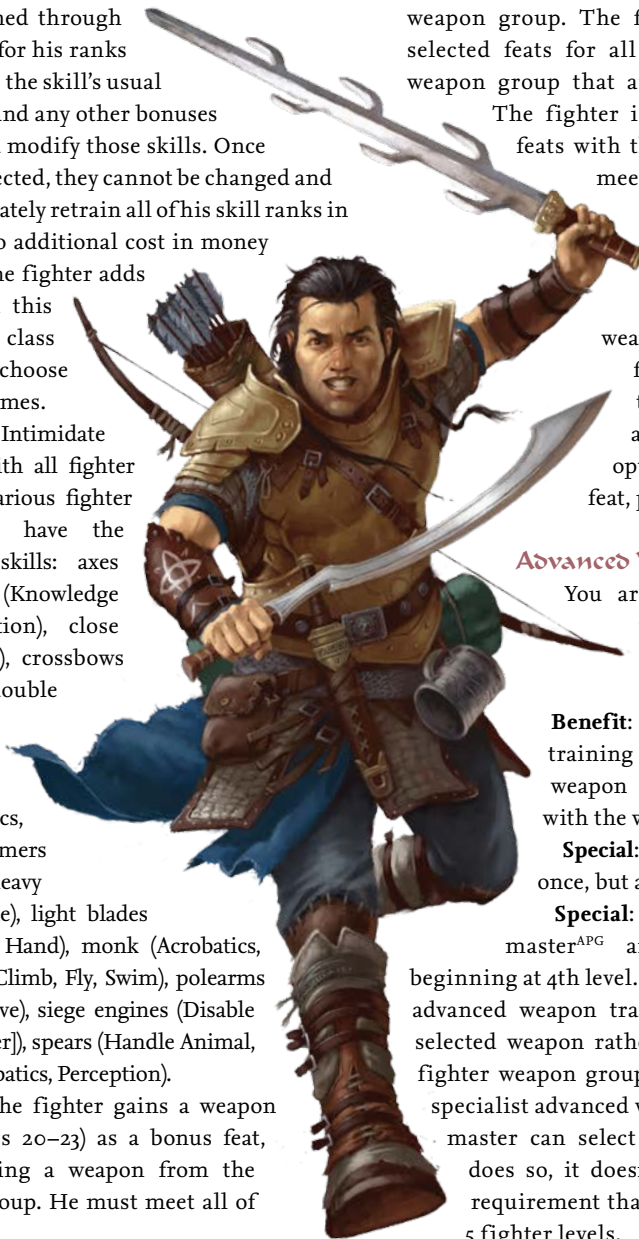 ned through
for his ranks
the skill's usual
and any other bonuses
modify those skills. Once
ected, they cannot be changed and
ately retrain all of his skill ranks in
o additional cost in money
he fighter adds
this
class
choose
mes.
Intimidate
ith all fighter
arious fighter
have the
skills: axes
(Knowledge
tion), close
), crossbows
louble
cs,
mers
eavy
e), light blades
Hand), monk (Acrobatics,
Climb, Fly, Swim), polearms
ve), siege engines (Disable
er]), spears (Handle Animal,
batics, Perception).
he fighter gains a weapon
s 20–23) as a bonus feat,
ing a weapon from the
oup. He must meet all of
weapon group. The f
selected feats for all
weapon group that a
The fighter i
feats with t
mee
wea
f
t
a
op
feat, p
Advanced
You ar
Benefit:
training
weapon
with the w
Special:
once, but a
Special:
masterAPG a
beginning at 4th level.
advanced weapon tra
selected weapon rathe
fighter weapon group
specialist advanced w
master can select
does so, it does
requirement tha
5 fighter levels.